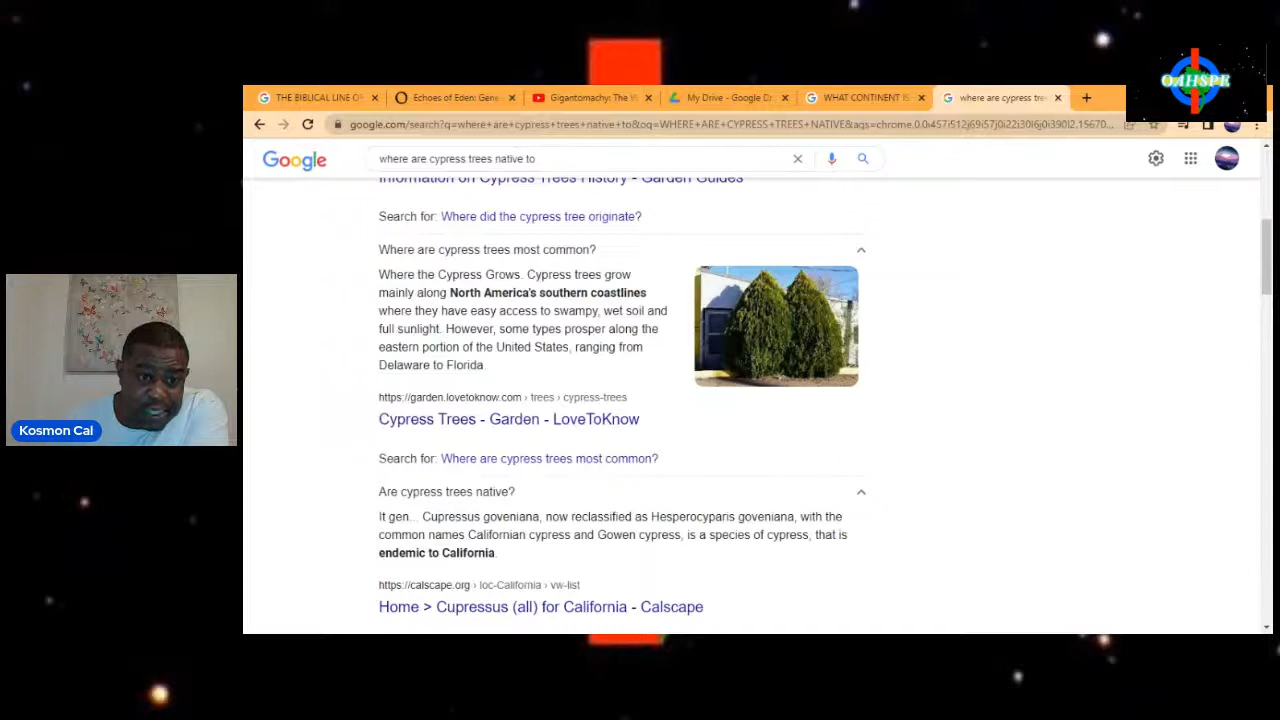 OAHSPE
THE BIBLICAL LINE OF
Echoes of Eden: Gene
Gigantomachy: The
My Drive - Google Dr
WHAT CONTINENT IS
where are cypress tree
google.com/search?q=where+are+cypress+trees+native+to&oq=WHERE+ARE+CYPRESS+TREES+NATIVE&aqs=chrome.0.0i457i512j69i57j0i22i30l6j0i390l2.15670...
Google
where are cypress trees native to
Information on Cypress Trees History - Garden Guides
Search for: Where did the cypress tree originate?
Where are cypress trees most common?
Where the Cypress Grows. Cypress trees grow
mainly along North America's southern coastlines
where they have easy access to swampy, wet soil and
full sunlight. However, some types prosper along the
eastern portion of the United States, ranging from
Delaware to Florida.
https://garden.lovetoknow.com › trees › cypress-trees
Cypress Trees - Garden - LoveToKnow
Search for: Where are cypress trees most common?
Are cypress trees native?
It gen... Cupressus goveniana, now reclassified as Hesperocyparis goveniana, with the
common names Californian cypress and Gowen cypress, is a species of cypress, that is
endemic to California.
https://calscape.org › loc-California › vw-list
Home > Cupressus (all) for California - Calscape
Kosmon Cal